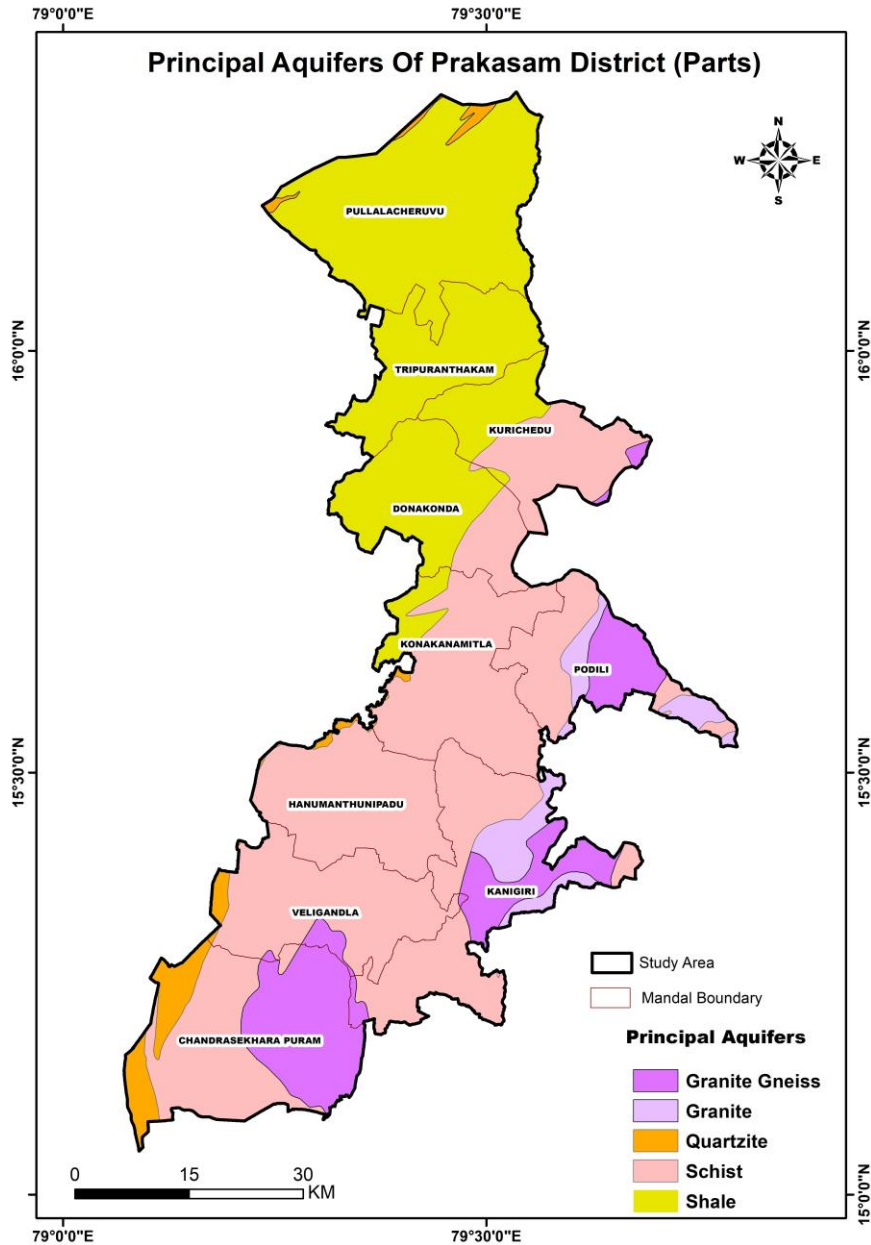 79°0'0"E 79°30'0"E
Principal Aquifers Of Prakasam District (Parts)
N
W E
S
PULLALACHERUVU
16°0'0"N 16°0'0"N
TRIPURANTHAKAM
KURICHEDU
DONAKONDA
KONAKANAMITLA
PODILI
15°30'0"N 15°30'0"N
HANUMANTHUNIPADU
KANIGIRI
VELIGANDLA
Study Area
Mandal Boundary
CHANDRASEKHARA PURAM
Principal Aquifers
Granite Gneiss
Granite
Quartzite
Schist
Shale
0 15 30
KM
15°0'0"N
79°0'0"E 79°30'0"E